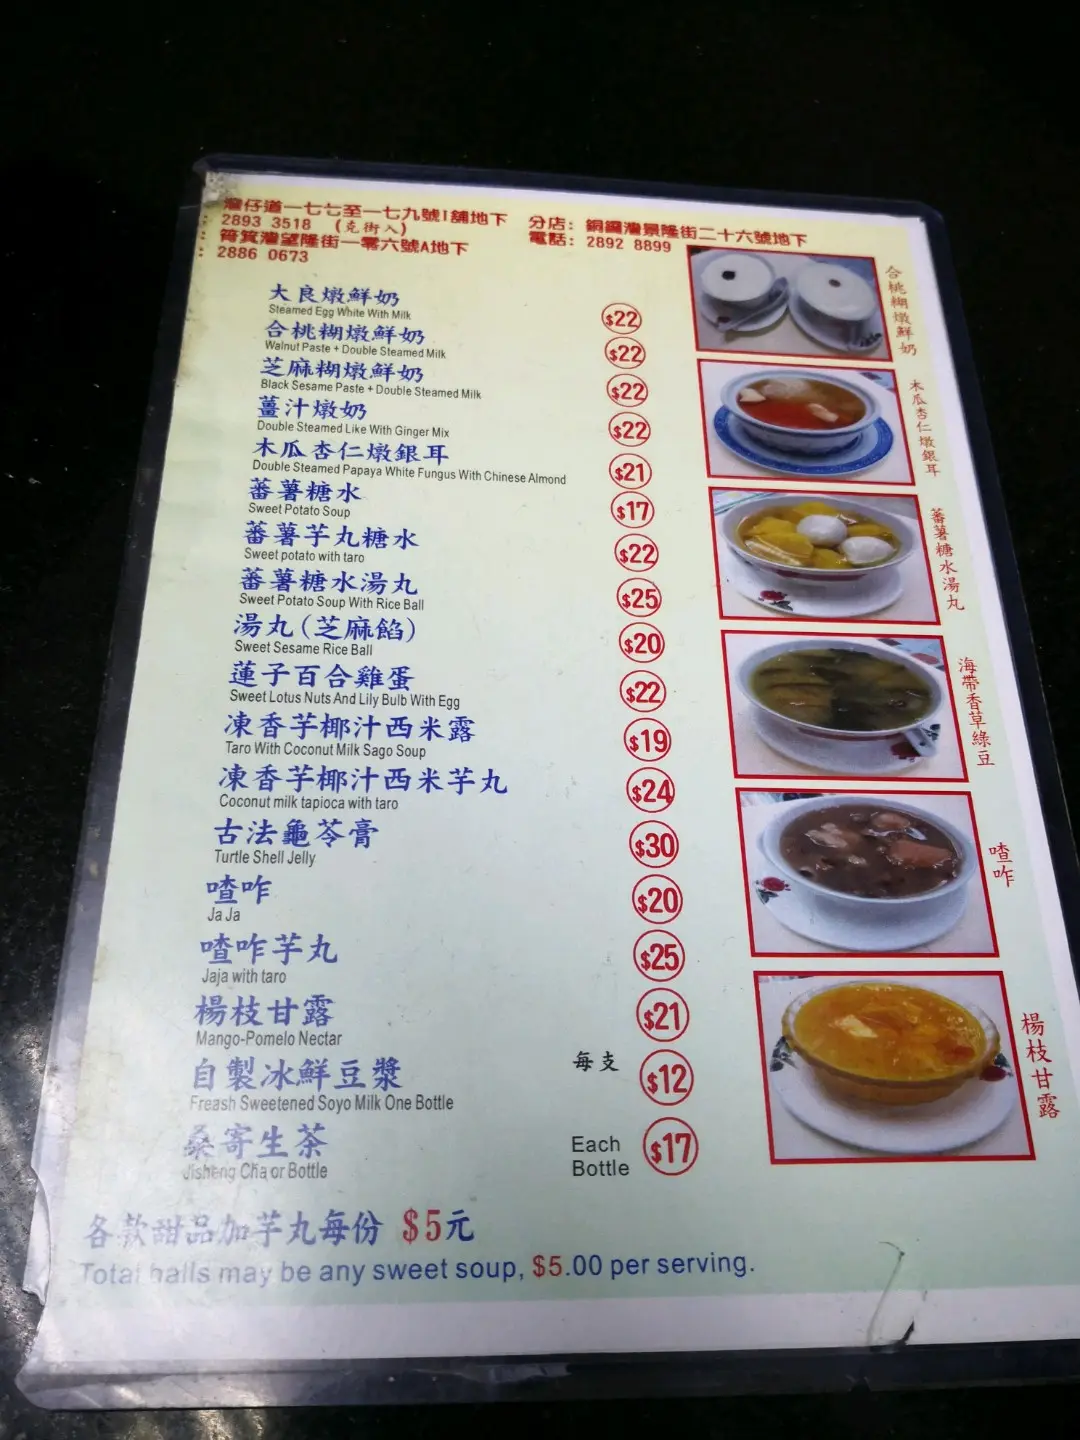 灣仔道一七七至一七九號1舖地下
: 2893 3518 (克街入)
: 筲箕灣望隆街一零六號A地下
: 2886 0673
分店: 銅鑼灣景隆街二十六號地下
電話: 2892 8899
大良燉鮮奶
Steamed Egg White With Milk
$22
合桃糊燉鮮奶
Walnut Paste + Double Steamed Milk
$22
芝麻糊燉鮮奶
Black Sesame Paste + Double Steamed Milk
$22
薑汁燉奶
Double Steamed Like With Ginger Mix
$22
木瓜杏仁燉銀耳
Double Steamed Papaya White Fungus With Chinese Almond
$21
蕃薯糖水
Sweet Potato Soup
$17
蕃薯芋丸糖水
Sweet potato with taro
$22
蕃薯糖水湯丸
Sweet Potato Soup With Rice Ball
$25
湯丸(芝麻餡)
Sweet Sesame Rice Ball
$20
蓮子百合雞蛋
Sweet Lotus Nuts And Lily Bulb With Egg
$22
凍香芋椰汁西米露
Taro With Coconut Milk Sago Soup
$19
凍香芋椰汁西米芋丸
Coconut milk tapioca with taro
$24
古法龜苓膏
Turtle Shell Jelly
$30
喳咋
Ja Ja
$20
喳咋芋丸
Jaja with taro
$25
楊枝甘露
Mango-Pomelo Nectar
$21
自製冰鮮豆漿
Freash Sweetened Soyo Milk One Bottle
每支
$12
桑寄生茶
Jisheng Cha or Bottle
Each
Bottle
$17
各款甜品加芋丸每份 $5元
Total balls may be any sweet soup, $5.00 per serving.
合桃糊燉鮮奶
木瓜杏仁燉銀耳
蕃薯糖水湯丸
海帶香草綠豆
喳咋
楊枝甘露